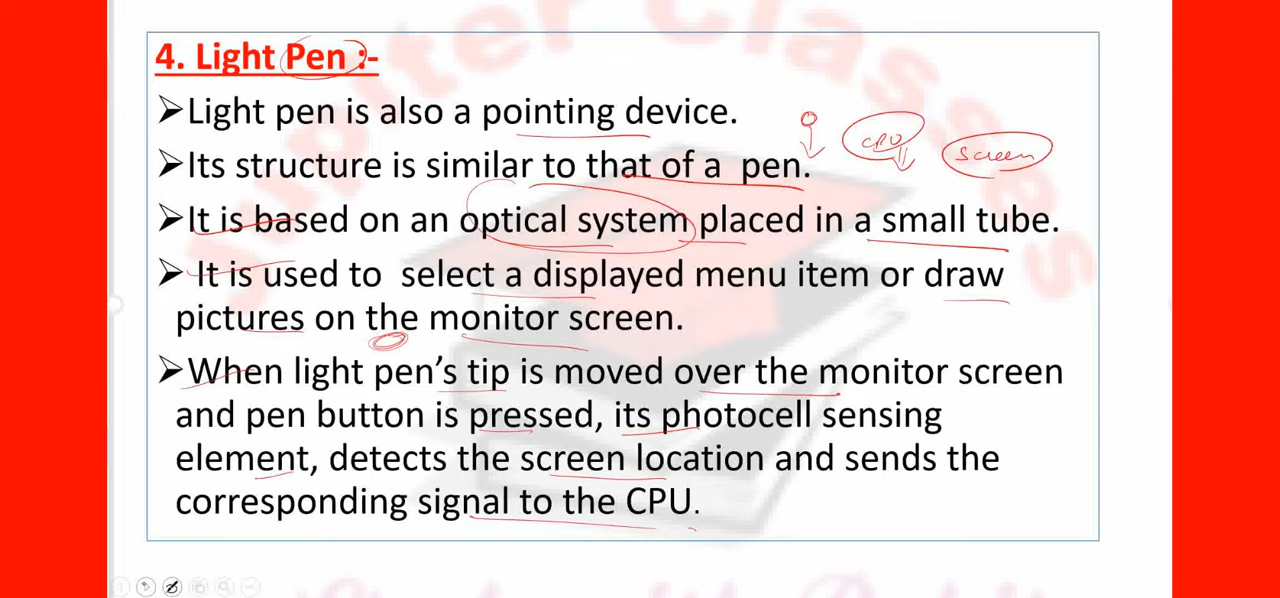 4. Light Pen :-
➤Light pen is also a pointing device.
➤Its structure is similar to that of a pen.
CPU
Screen
➤It is based on an optical system placed in a small tube.
➤ It is used to select a displayed menu item or draw
pictures on the monitor screen.
➤When light pen's tip is moved over the monitor screen
and pen button is pressed, its photocell sensing
element, detects the screen location and sends the
corresponding signal to the CPU.
Jupiter Classes